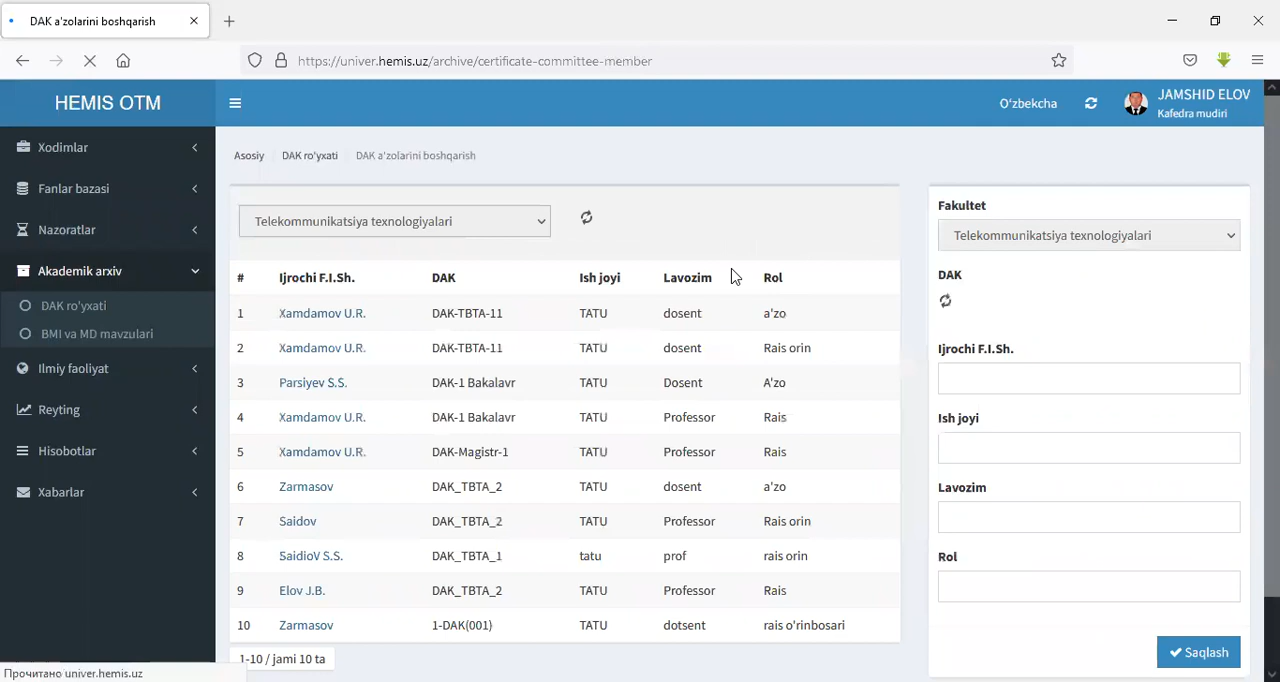 DAK a'zolarini boshqarish
https://univer.hemis.uz/archive/certificate-committee-member
HEMIS OTM
O'zbekcha
JAMSHID ELOV
Kafedra mudiri
Xodimlar
Fanlar bazasi
Nazoratlar
Akademik arxiv
DAK ro'yxati
BMI va MD mavzulari
Ilmiy faoliyat
Reyting
Hisobotlar
Xabarlar
Asosiy DAK ro'yxati DAK a'zolarini boshqarish
Telekommunikatsiya texnologiyalari
# Ijrochi F.I.Sh. DAK Ish joyi Lavozim Rol
1 Xamdamov U.R. DAK-TBTA-11 TATU dosent a'zo
2 Xamdamov U.R. DAK-TBTA-11 TATU dosent Rais orin
3 Parsiyev S.S. DAK-1 Bakalavr TATU Dosent A'zo
4 Xamdamov U.R. DAK-1 Bakalavr TATU Professor Rais
5 Xamdamov U.R. DAK-Magistr-1 TATU Professor Rais
6 Zarmasov DAK_TBTA_2 TATU dosent a'zo
7 Saidov DAK_TBTA_2 TATU Professor Rais orin
8 SaidioV S.S. DAK_TBTA_1 tatu prof rais orin
9 Elov J.B. DAK_TBTA_2 TATU Professor Rais
10 Zarmasov 1-DAK(001) TATU dotsent rais o'rinbosari
1-10 / jami 10 ta
Fakultet
Telekommunikatsiya texnologiyalari
DAK
Ijrochi F.I.Sh.
Ish joyi
Lavozim
Rol
Saqlash
Прочитано univer.hemis.uz